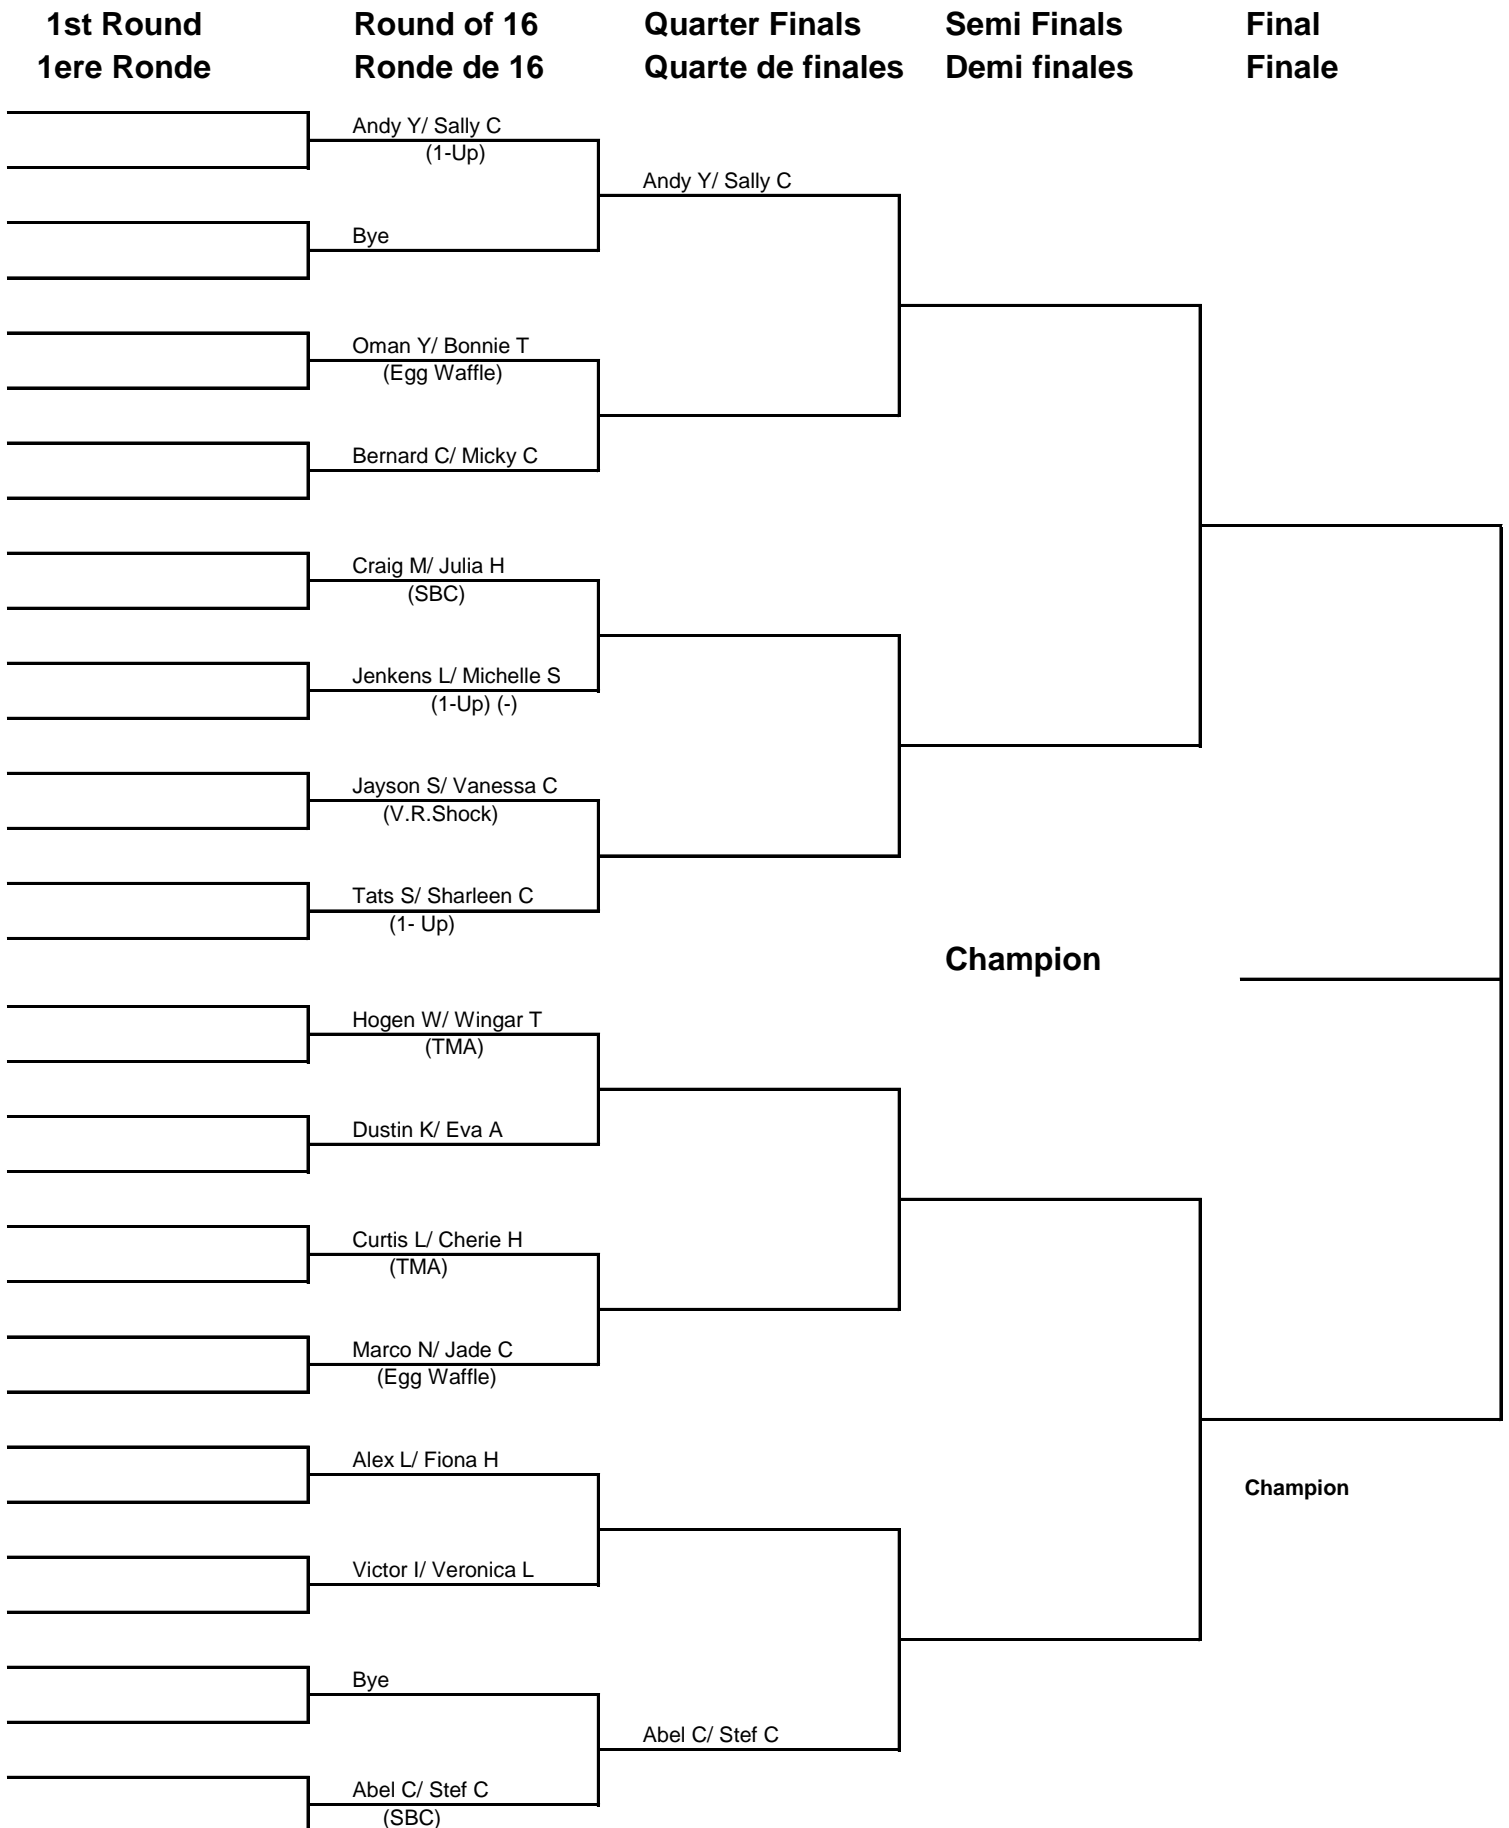 1st Round Round of 16 Quarter Finals Semi Finals Final
1ere Ronde Ronde de 16 Quarte de finales Demi finales Finale
Andy Y/ Sally C
(1-Up)
Andy Y/ Sally C
Bye
Oman Y/ Bonnie T
(Egg Waffle)
Bernard C/ Micky C
Craig M/ Julia H
(SBC)
Jenkens L/ Michelle S
(1-Up) (-)
Jayson S/ Vanessa C
(V.R.Shock)
Tats S/ Sharleen C
(1- Up)
Champion
Hogen W/ Wingar T
(TMA)
Dustin K/ Eva A
Curtis L/ Cherie H
(TMA)
Marco N/ Jade C
(Egg Waffle)
Alex L/ Fiona H
Champion
Victor I/ Veronica L
Bye
Abel C/ Stef C
Abel C/ Stef C
(SBC)